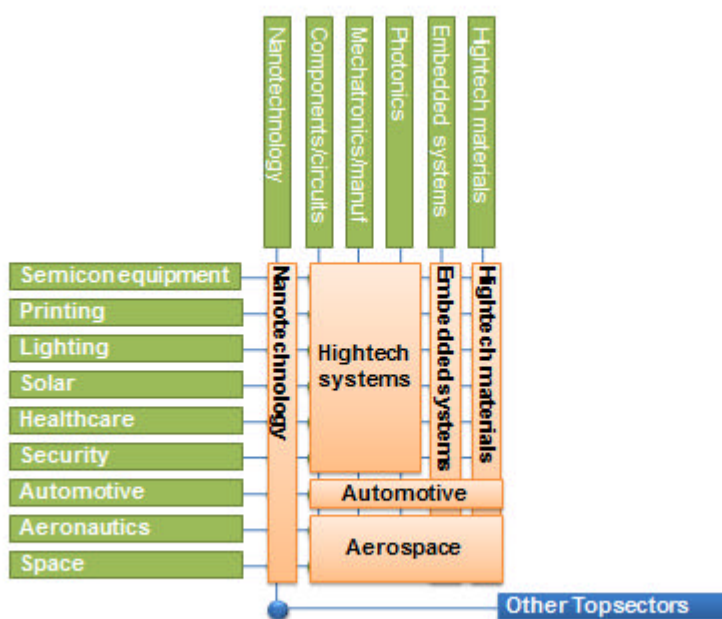 Nanotechnology
Components/circuits
Mechatronics/manuf
Photonics
Embedded systems
Hightech materials
Semicon equipment
Printing
Lighting
Solar
Healthcare
Security
Automotive
Aeronautics
Space
Nanotechnology
Hightech
systems
Embedded systems
Hightech materials
Automotive
Aerospace
Other Topsectors